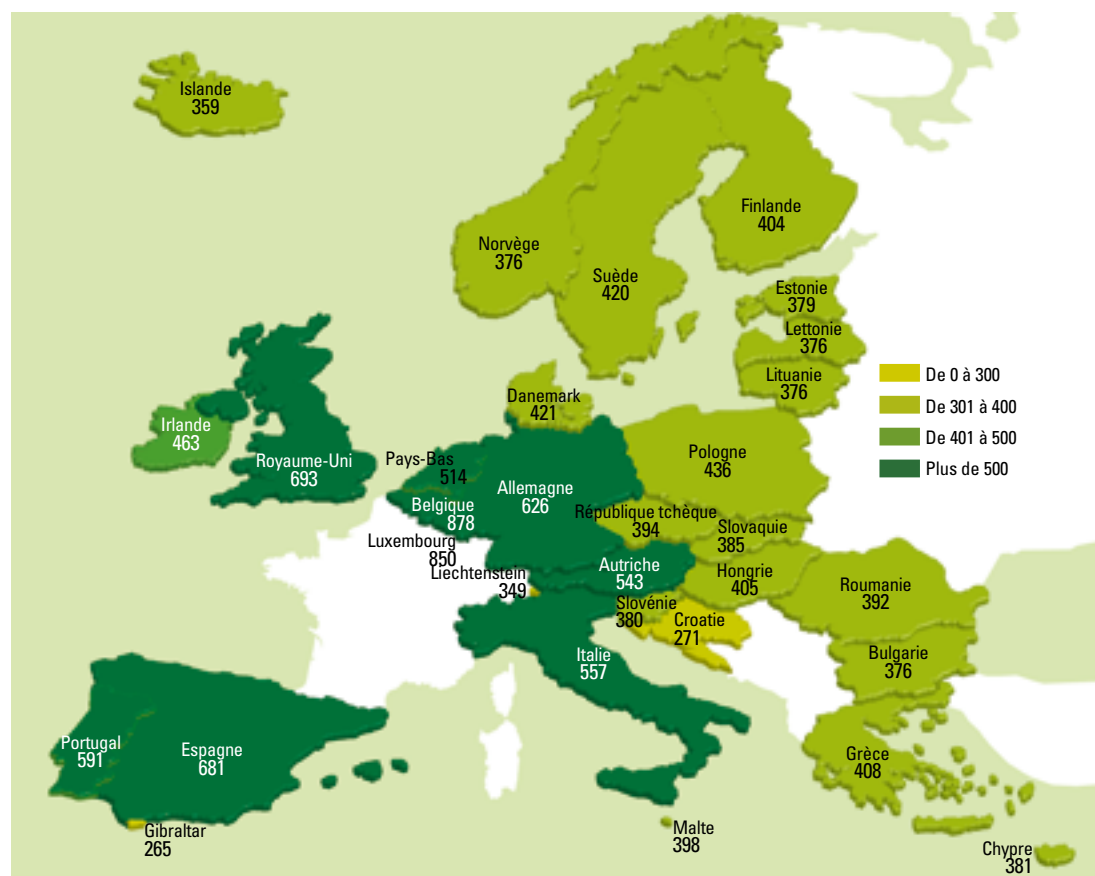 Islande
359
Finlande
404
Norvège
376
Suède
420
Estonie
379
Lettonie
376
Lituanie
376
De 0 à 300
De 301 à 400
De 401 à 500
Plus de 500
Danemark
421
Irlande
463
Royaume-Uni
693
Pays-Bas
514
Allemagne
626
Pologne
436
Belgique
878
République tchèque
394
Slovaquie
385
Luxembourg
850
Liechtenstein
349
Autriche
543
Hongrie
405
Roumanie
392
Slovénie
380
Croatie
271
Italie
557
Bulgarie
376
Portugal
591
Espagne
681
Grèce
408
Gibraltar
265
Malte
398
Chypre
381